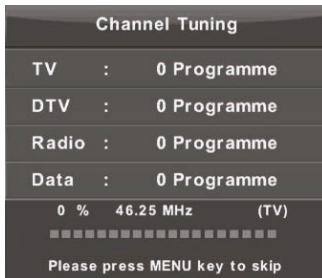 Channel Tuning
TV : 0 Programme
DTV : 0 Programme
Radio : 0 Programme
Data : 0 Programme
0 % 46.25 MHz (TV)
Please press MENU key to skip